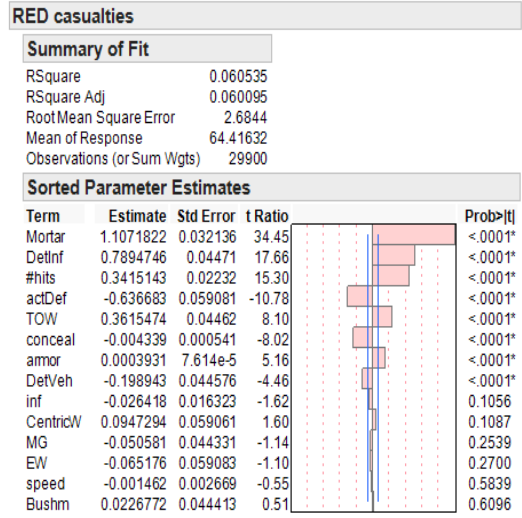 RED casualties
Summary of Fit
RSquare 0.060535
RSquare Adj 0.060095
Root Mean Square Error 2.6844
Mean of Response 64.41632
Observations (or Sum Wgts) 29900
Sorted Parameter Estimates
Term Estimate Std Error t Ratio Prob>|t|
Mortar 1.1071822 0.032136 34.45 <.0001*
DetInf 0.7894746 0.04471 17.66 <.0001*
#hits 0.3415143 0.02232 15.30 <.0001*
actDef -0.636683 0.059081 -10.78 <.0001*
TOW 0.3615474 0.04462 8.10 <.0001*
conceal -0.004339 0.000541 -8.02 <.0001*
armor 0.0003931 7.614e-5 5.16 <.0001*
DetVeh -0.198943 0.044576 -4.46 <.0001*
inf -0.026418 0.016323 -1.62 0.1056
CentricW 0.0947294 0.059061 1.60 0.1087
MG -0.050581 0.044331 -1.14 0.2539
EW -0.065176 0.059083 -1.10 0.2700
speed -0.001462 0.002669 -0.55 0.5839
Bushm 0.0226772 0.044413 0.51 0.6096